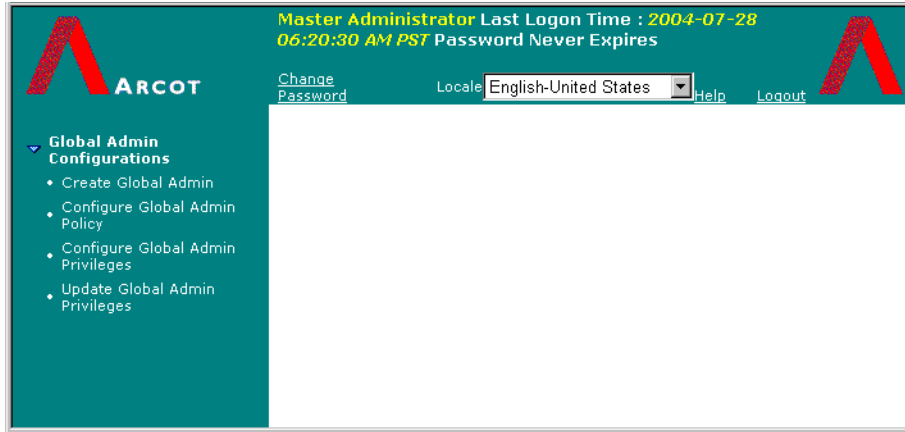 Master Administrator Last Logon Time : 2004-07-28
06:20:30 AM PST Password Never Expires
ARCOT
Change
Password
Locale English-United States
Help
Logout
Global Admin
Configurations
Create Global Admin
Configure Global Admin
Policy
Configure Global Admin
Privileges
Update Global Admin
Privileges